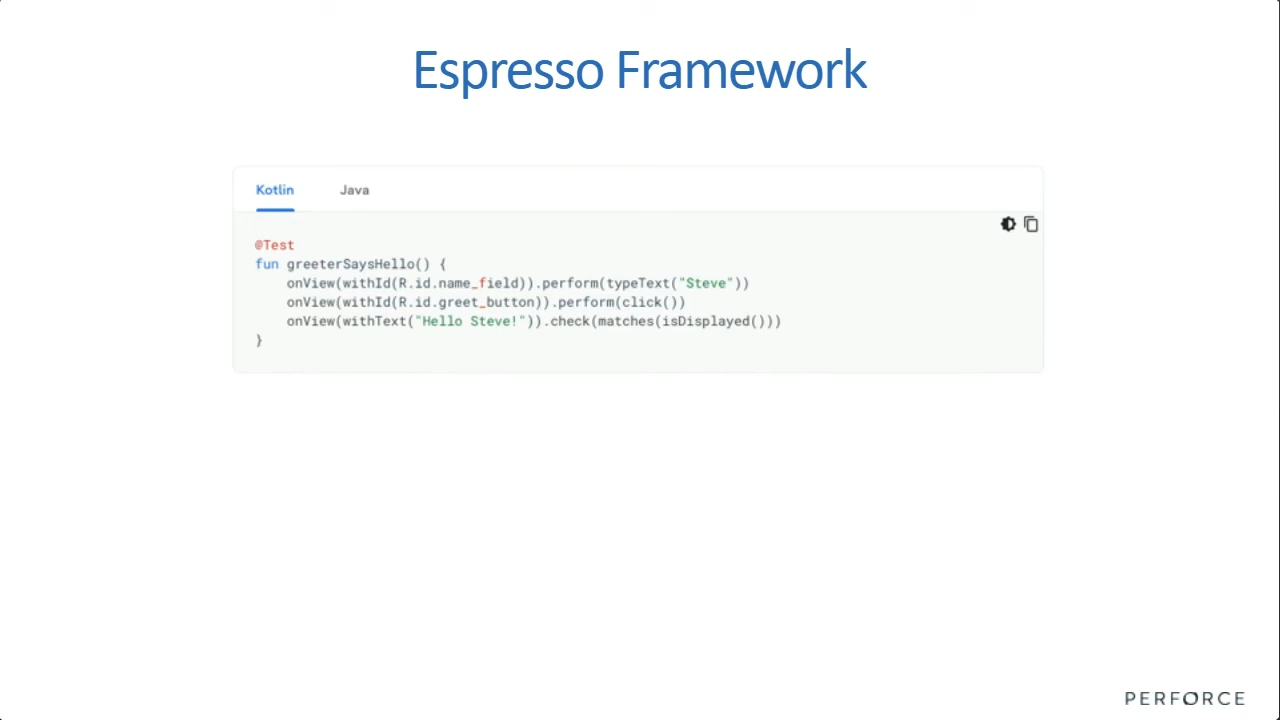 Espresso Framework
Kotlin Java
@Test
fun greeterSaysHello() {
    onView(withId(R.id.name_field)).perform(typeText("Steve"))
    onView(withId(R.id.greet_button)).perform(click())
    onView(withText("Hello Steve!")).check(matches(isDisplayed()))
}
PERFORCE